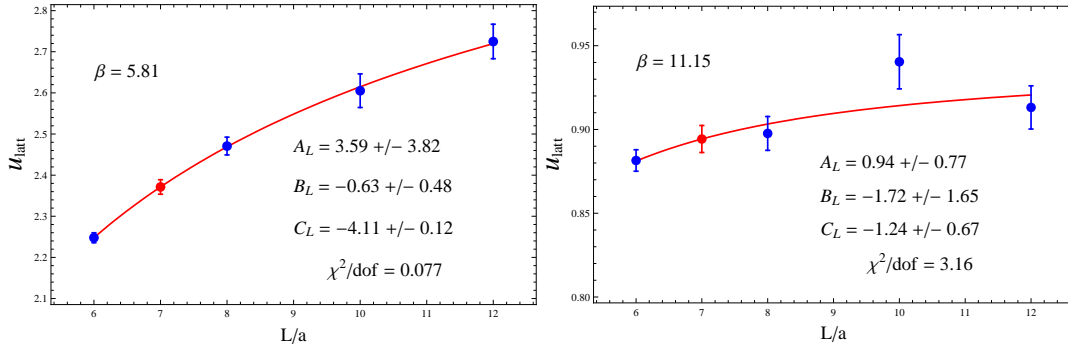 2.8
2.7
2.6
2.5
2.4
2.3
2.2
2.1
u_latt
β = 5.81
A_L = 3.59 +/− 3.82
B_L = −0.63 +/− 0.48
C_L = −4.11 +/− 0.12
χ²/dof = 0.077
6 7 8 9 10 11 12
L/a
0.95
0.90
0.85
0.80
u_latt
β = 11.15
A_L = 0.94 +/− 0.77
B_L = −1.72 +/− 1.65
C_L = −1.24 +/− 0.67
χ²/dof = 3.16
6 7 8 9 10 11 12
L/a